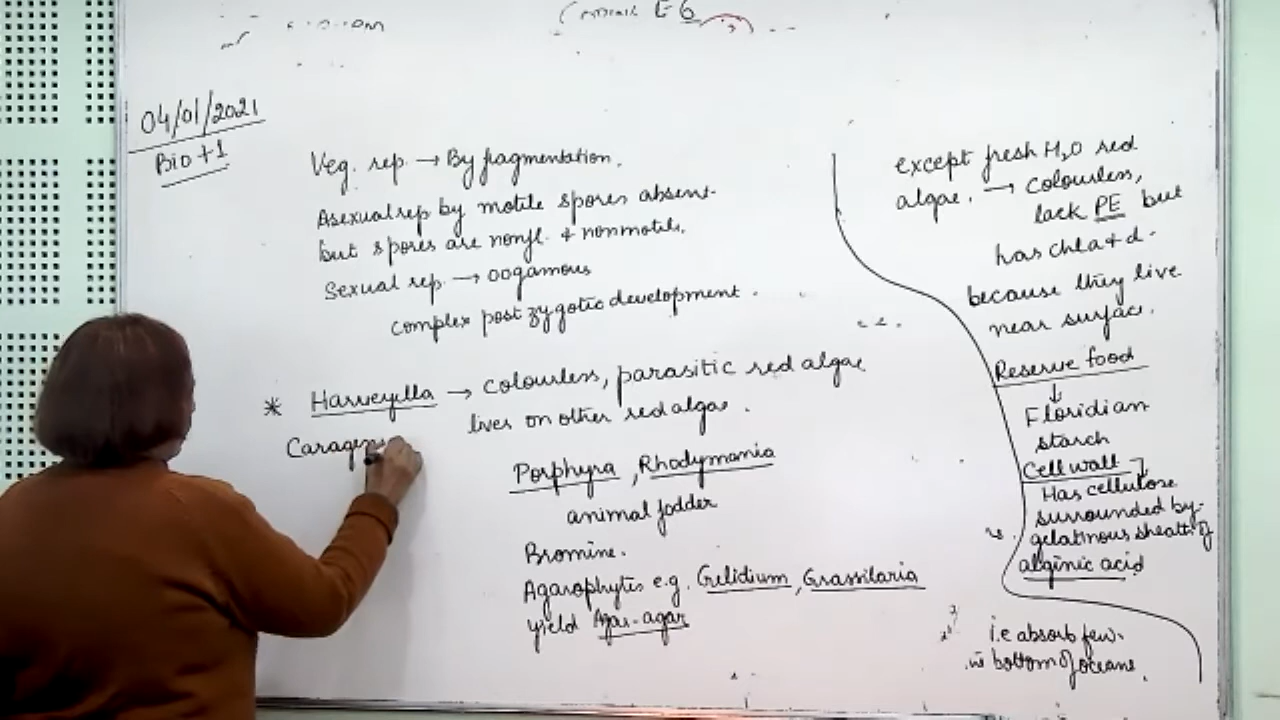 E6
04/01/2021
Bio +1
Veg. rep. → By fragmentation.
Asexual rep by motile spores absent
but spores are nonfl. & nonmotile.
Sexual rep. → oogamous
complex post zygotic development.
* Harveyella → colourless, parasitic red algae
lives on other red algae.
Caragen
Porphyra, Rhodymania
animal fodder
Bromine.
Agarophytes e.g. Gelidium, Grassilaria
yield Agar-agar
except fresh H2O red
algae. → colourless,
lack PE but
has chl a + d.
because they live
near surface.
Reserve food
↓
Floridian
starch
Cell wall
Has cellulose
surrounded by
gelatinous sheath of
alginic acid
i.e absorb few.
bottom of oceans.